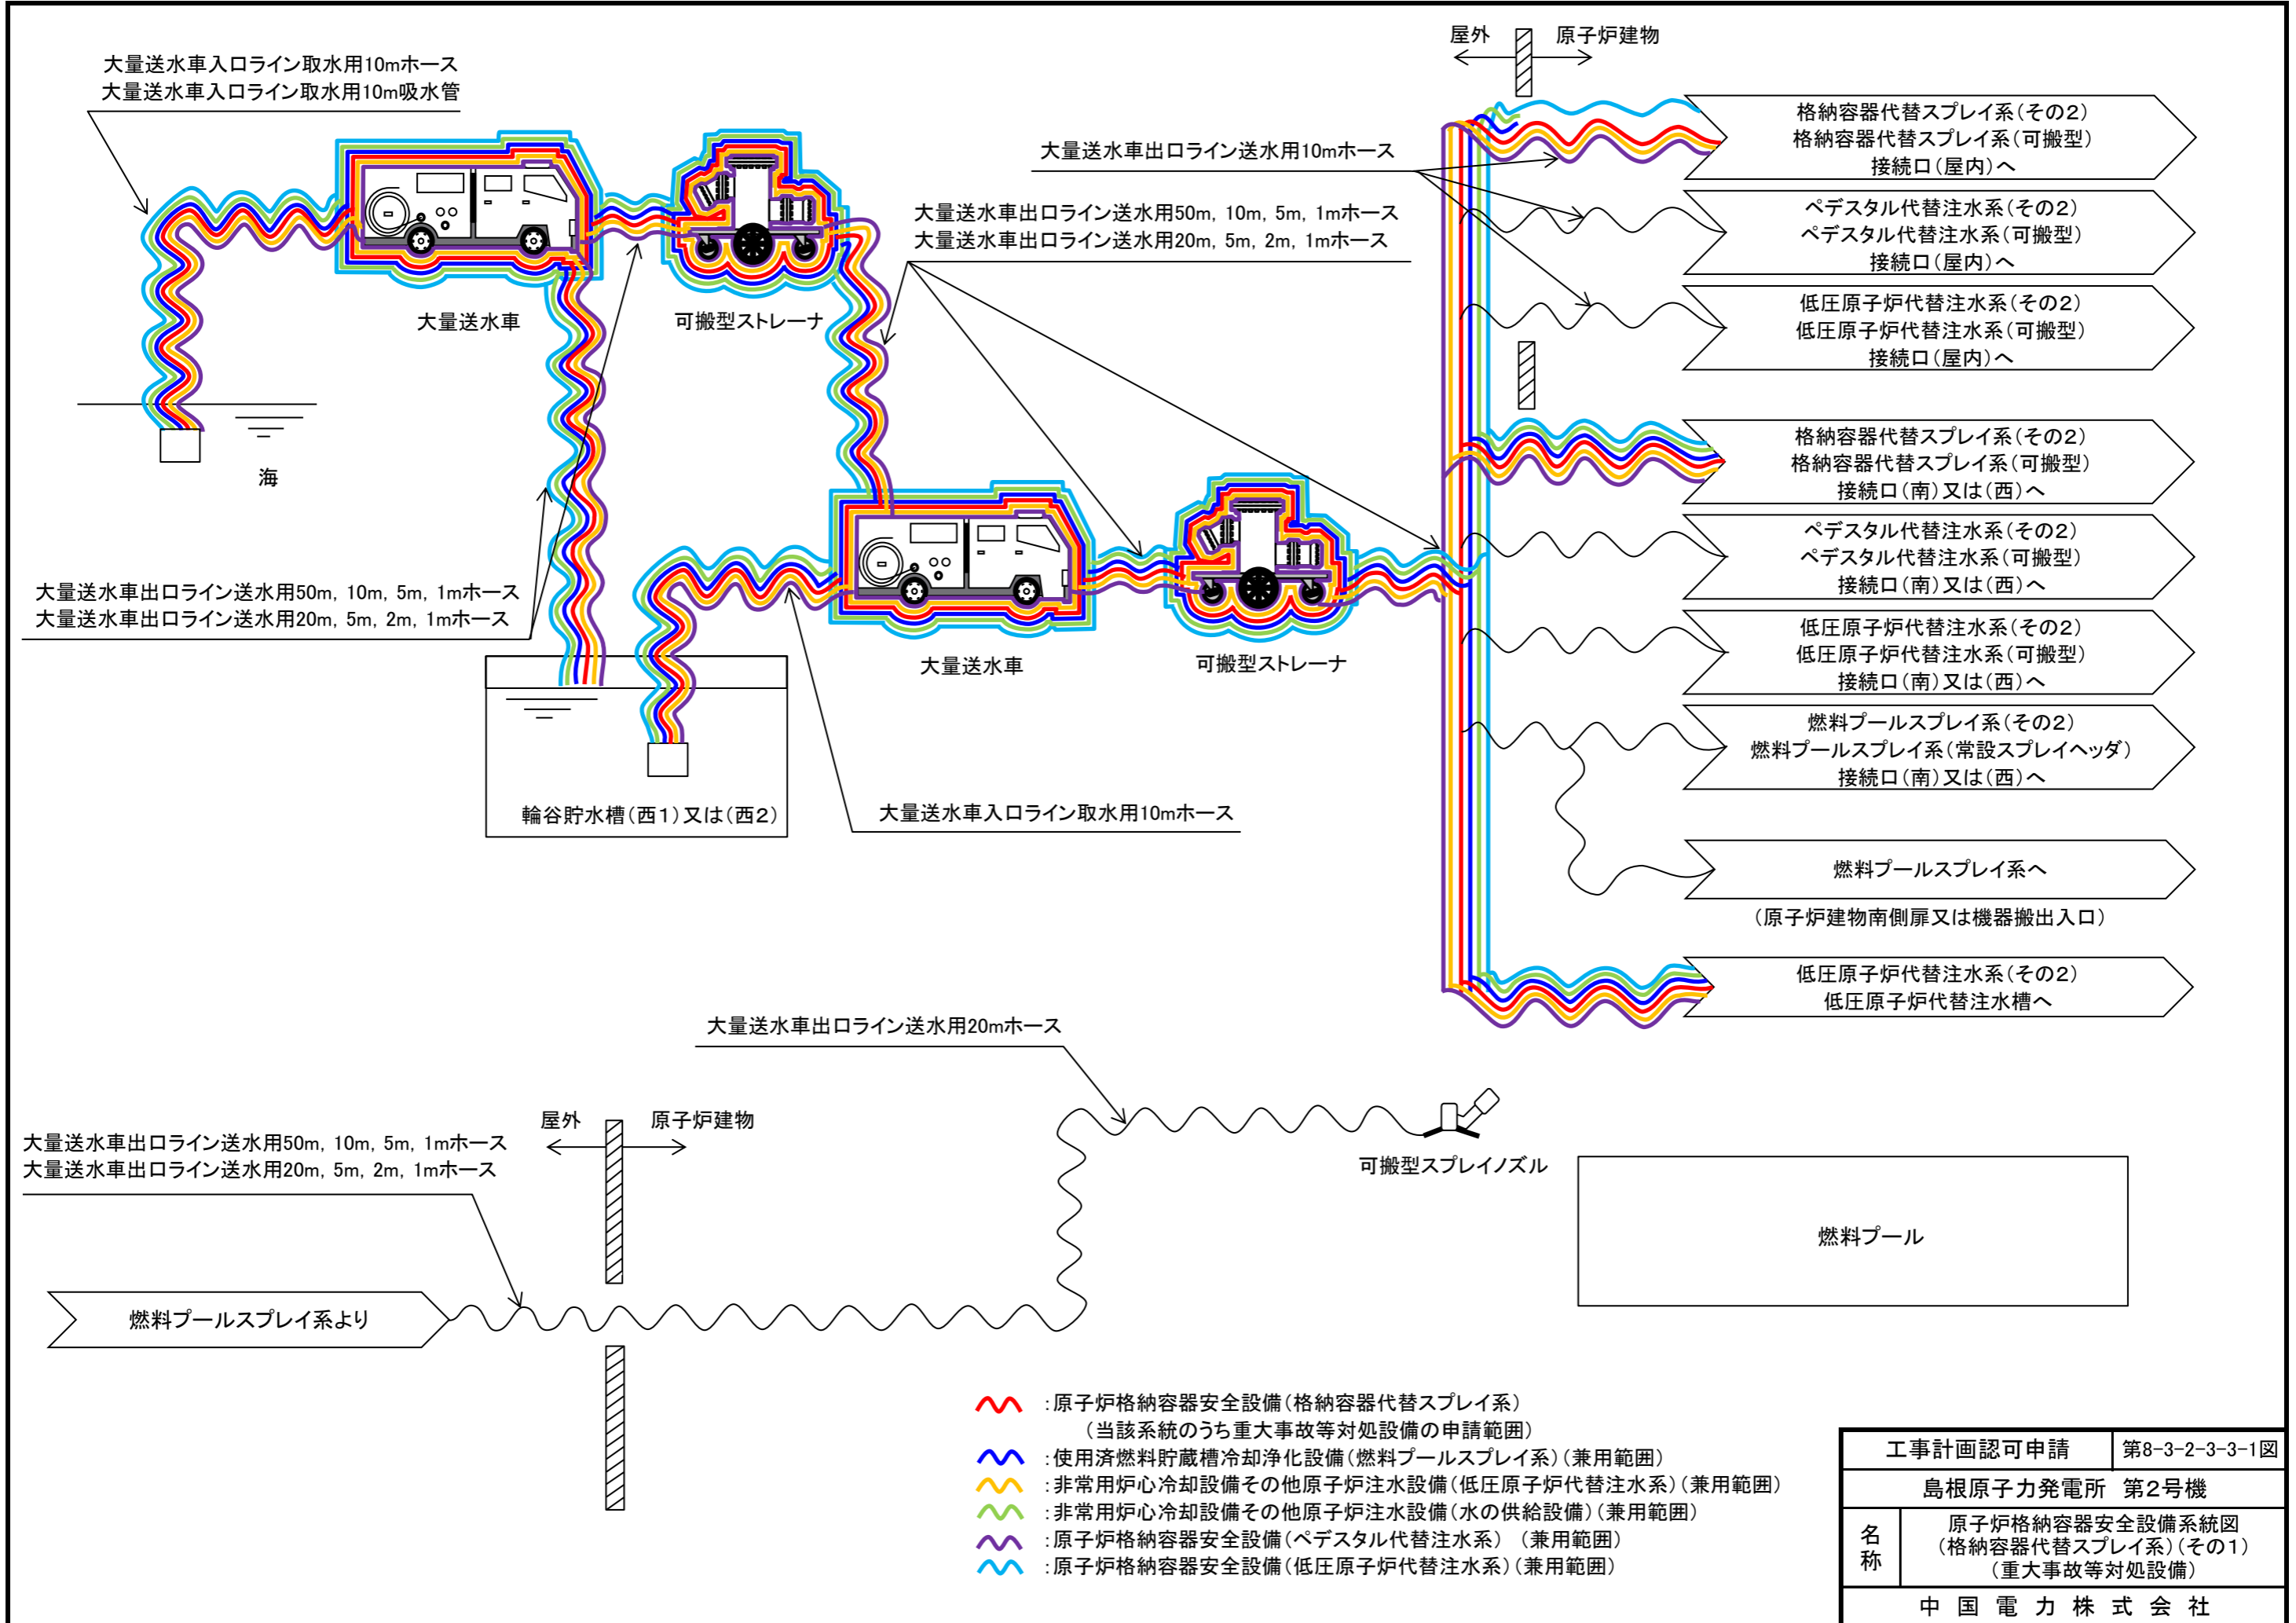 大量送水車入口ライン取水用10mホース
大量送水車入口ライン取水用10m吸水管
大量送水車
可搬型ストレーナ
海
大量送水車出口ライン送水用50m, 10m, 5m, 1mホース
大量送水車出口ライン送水用20m, 5m, 2m, 1mホース
大量送水車出口ライン送水用10mホース
大量送水車出口ライン送水用50m, 10m, 5m, 1mホース
大量送水車出口ライン送水用20m, 5m, 2m, 1mホース
大量送水車
可搬型ストレーナ
輪谷貯水槽(西1)又は(西2)
大量送水車入口ライン取水用10mホース
屋外
原子炉建物
格納容器代替スプレイ系(その2)
格納容器代替スプレイ系(可搬型)
接続口(屋内)へ
ペデスタル代替注水系(その2)
ペデスタル代替注水系(可搬型)
接続口(屋内)へ
低圧原子炉代替注水系(その2)
低圧原子炉代替注水系(可搬型)
接続口(屋内)へ
格納容器代替スプレイ系(その2)
格納容器代替スプレイ系(可搬型)
接続口(南)又は(西)へ
ペデスタル代替注水系(その2)
ペデスタル代替注水系(可搬型)
接続口(南)又は(西)へ
低圧原子炉代替注水系(その2)
低圧原子炉代替注水系(可搬型)
接続口(南)又は(西)へ
燃料プールスプレイ系(その2)
燃料プールスプレイ系(常設スプレイヘッダ)
接続口(南)又は(西)へ
燃料プールスプレイ系へ
(原子炉建物南側扉又は機器搬出入口)
低圧原子炉代替注水系(その2)
低圧原子炉代替注水槽へ
大量送水車出口ライン送水用20mホース
屋外
原子炉建物
大量送水車出口ライン送水用50m, 10m, 5m, 1mホース
大量送水車出口ライン送水用20m, 5m, 2m, 1mホース
可搬型スプレイノズル
燃料プール
燃料プールスプレイ系より
:原子炉格納容器安全設備(格納容器代替スプレイ系)
(当該系統のうち重大事故等対処設備の申請範囲)
:使用済燃料貯蔵槽冷却浄化設備(燃料プールスプレイ系)(兼用範囲)
:非常用炉心冷却設備その他原子炉注水設備(低圧原子炉代替注水系)(兼用範囲)
:非常用炉心冷却設備その他原子炉注水設備(水の供給設備)(兼用範囲)
:原子炉格納容器安全設備(ペデスタル代替注水系) (兼用範囲)
:原子炉格納容器安全設備(低圧原子炉代替注水系)(兼用範囲)
工事計画認可申請 第8-3-2-3-3-1図
島根原子力発電所 第2号機
名称
原子炉格納容器安全設備系統図
(格納容器代替スプレイ系)(その1)
(重大事故等対処設備)
中国電力株式会社